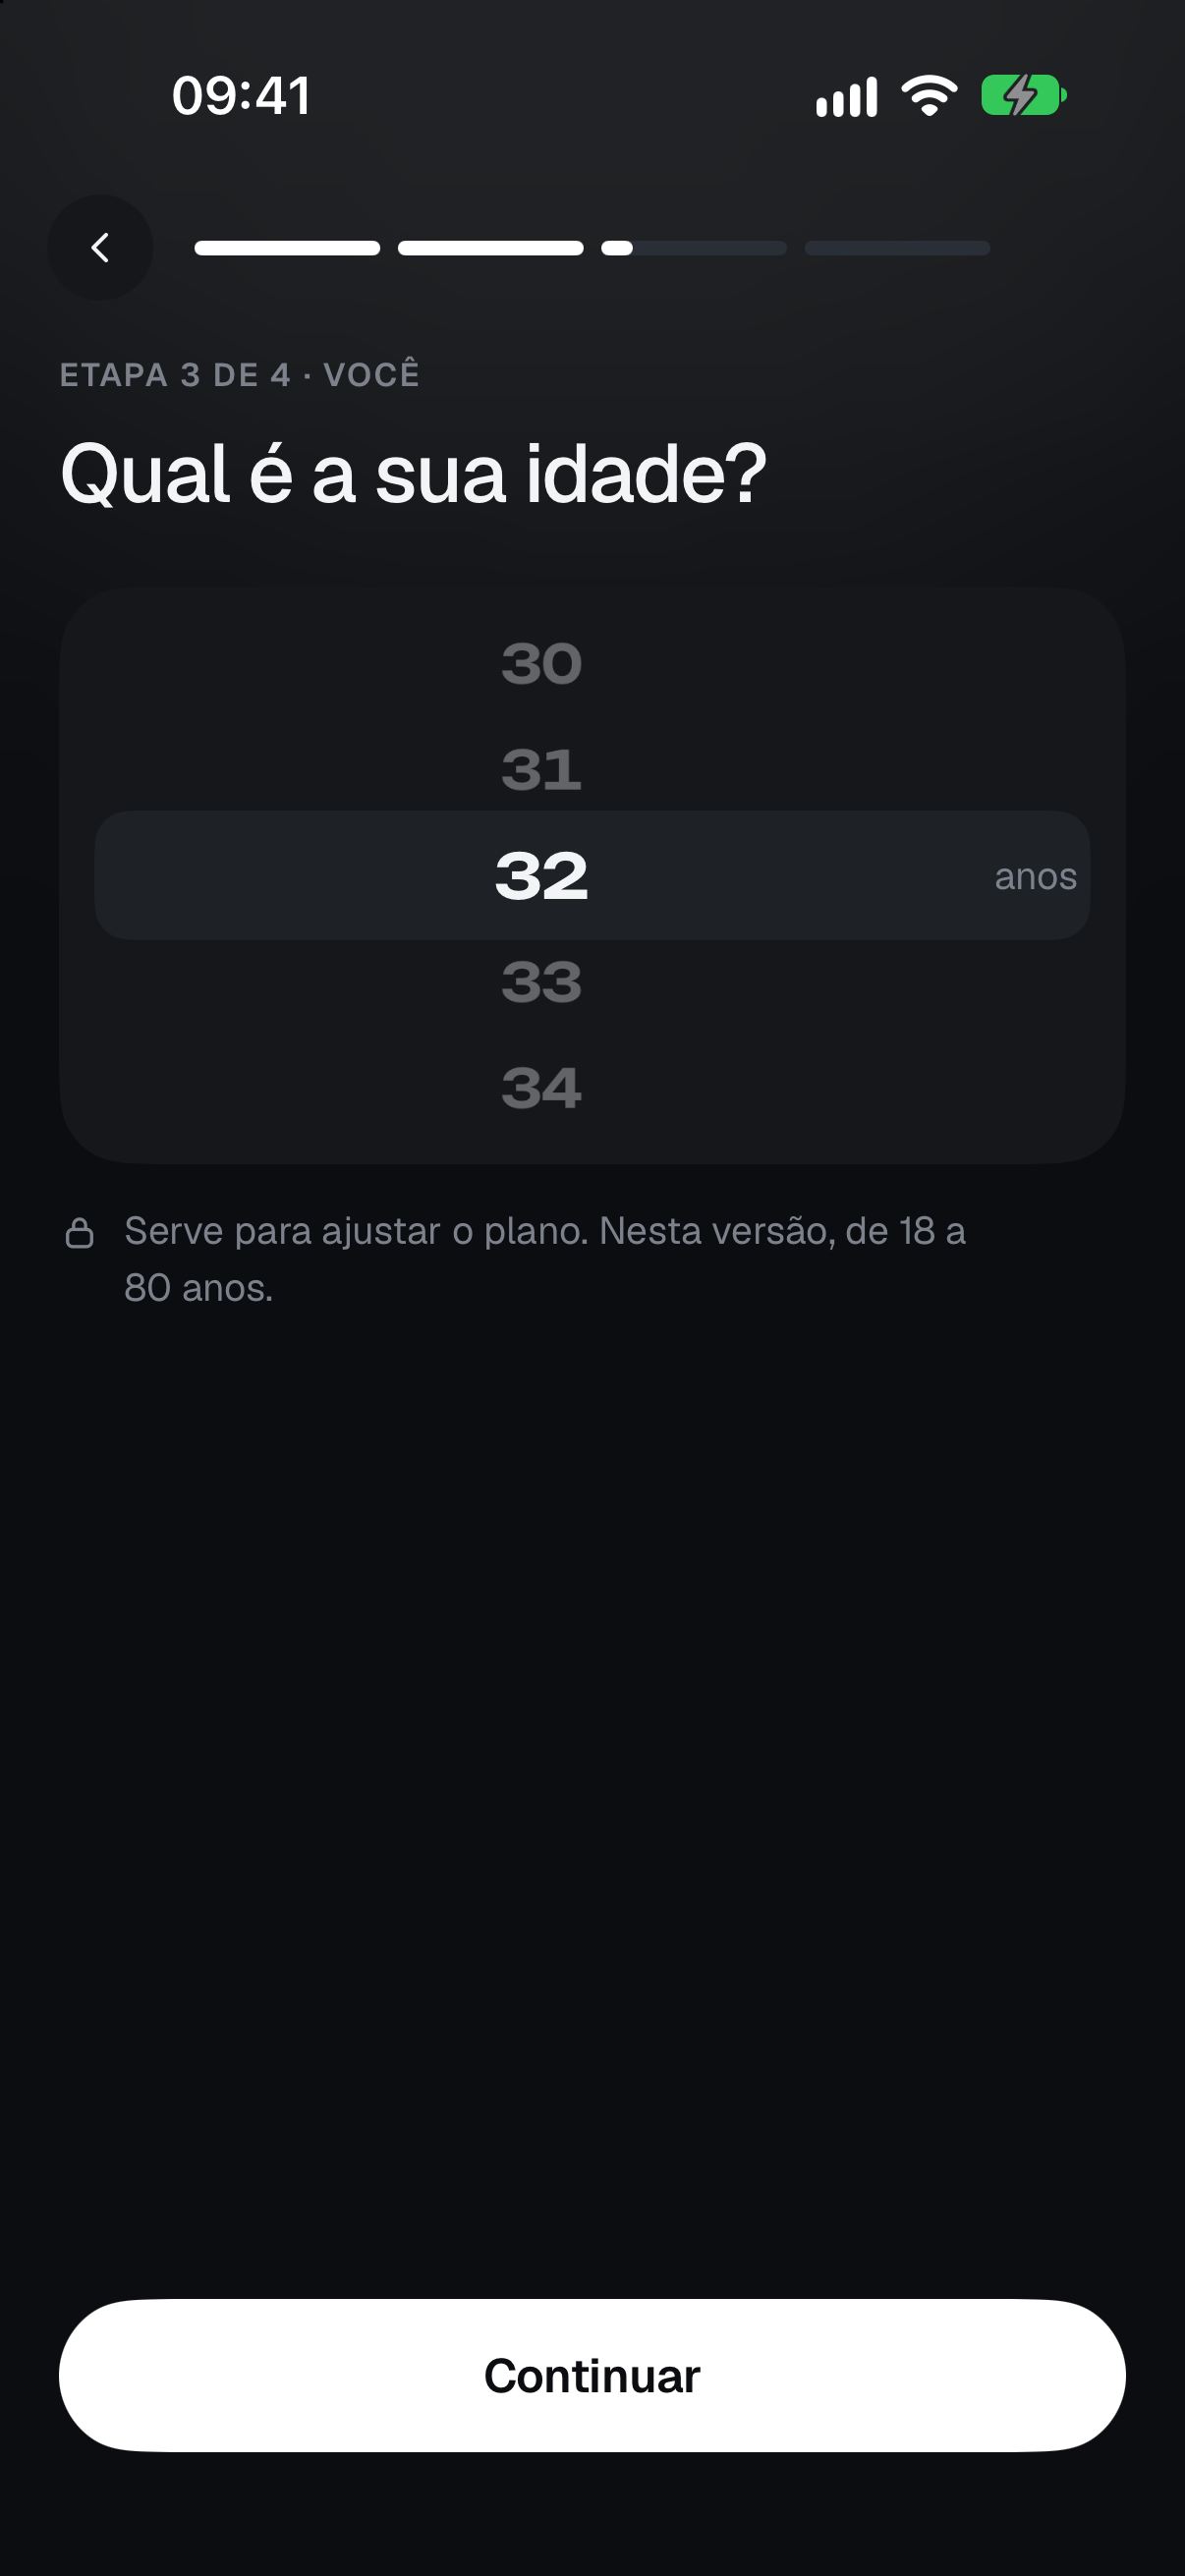 09:41
ETAPA 3 DE 4 · VOCÊ
Qual é a sua idade?
30
31
32 anos
33
34
Serve para ajustar o plano. Nesta versão, de 18 a
80 anos.
Continuar